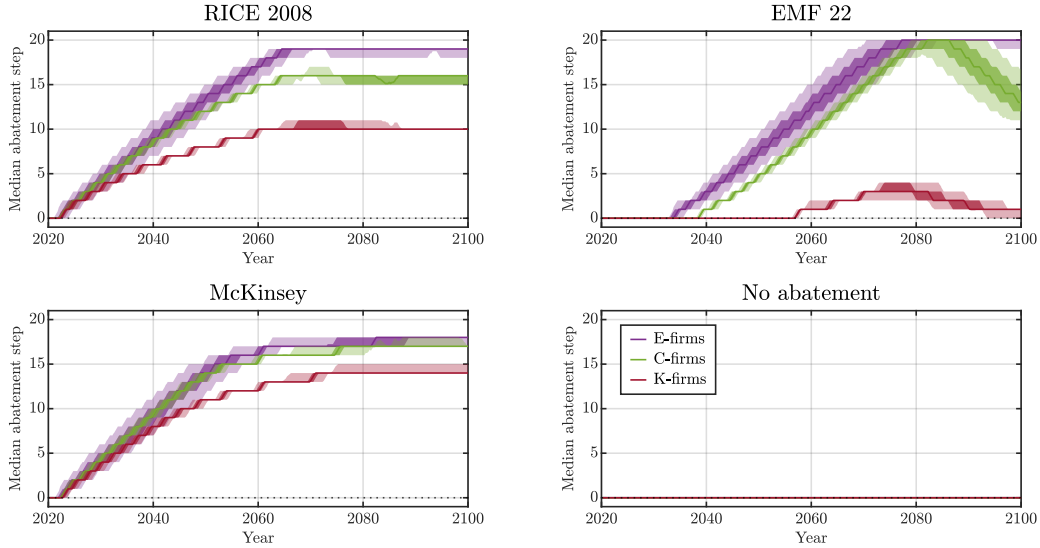 RICE 2008
Median abatement step
20
15
10
5
0
2020 2040 2060 2080 2100
Year
EMF 22
Median abatement step
20
15
10
5
0
2020 2040 2060 2080 2100
Year
McKinsey
Median abatement step
20
15
10
5
0
2020 2040 2060 2080 2100
Year
No abatement
Median abatement step
20
15
10
5
0
E-firms
C-firms
K-firms
2020 2040 2060 2080 2100
Year